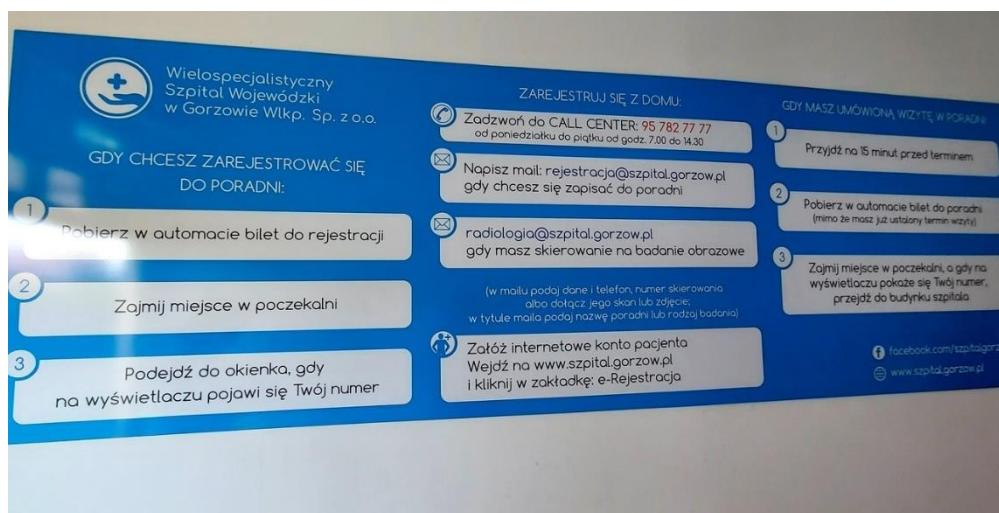 Wielospecjalistyczny
Szpital Wojewódzki
w Gorzowie Wlkp. Sp. z o.o.
GDY CHCESZ ZAREJESTROWAĆ SIĘ
DO PORADNI:
1
Pobierz w automacie bilet do rejestracji
2
Zajmij miejsce w poczekalni
3
Podejdź do okienka, gdy
na wyświetlaczu pojawi się Twój numer
ZAREJESTRUJ SIĘ Z DOMU:
Zadzwoń do CALL CENTER: 95 782 77 77
od poniedziałku do piątku od godz. 7.00 do 14.30
Napisz mail: rejestracja@szpital.gorzow.pl
gdy chcesz się zapisać do poradni
radiologia@szpital.gorzow.pl
gdy masz skierowanie na badanie obrazowe
(w mailu podaj dane i telefon, numer skierowania
albo dołącz jego skan lub zdjęcie;
w tytule maila podaj nazwę poradni lub rodzaj badania)
Załóż internetowe konto pacjenta
Wejdź na www.szpital.gorzow.pl
i kliknij w zakładkę: e-Rejestracja
GDY MASZ UMÓWIONĄ WIZYTĘ W PORADNI:
1
Przyjdź na 15 minut przed terminem
2
Pobierz w automacie bilet do poradni
(mimo że masz już ustalony termin wizyty)
3
Zajmij miejsce w poczekalni, a gdy na
wyświetlaczu pokaże się Twój numer,
przejdź do budynku szpitala
facebook.com/szpitalgorz
www.szpital.gorzow.pl